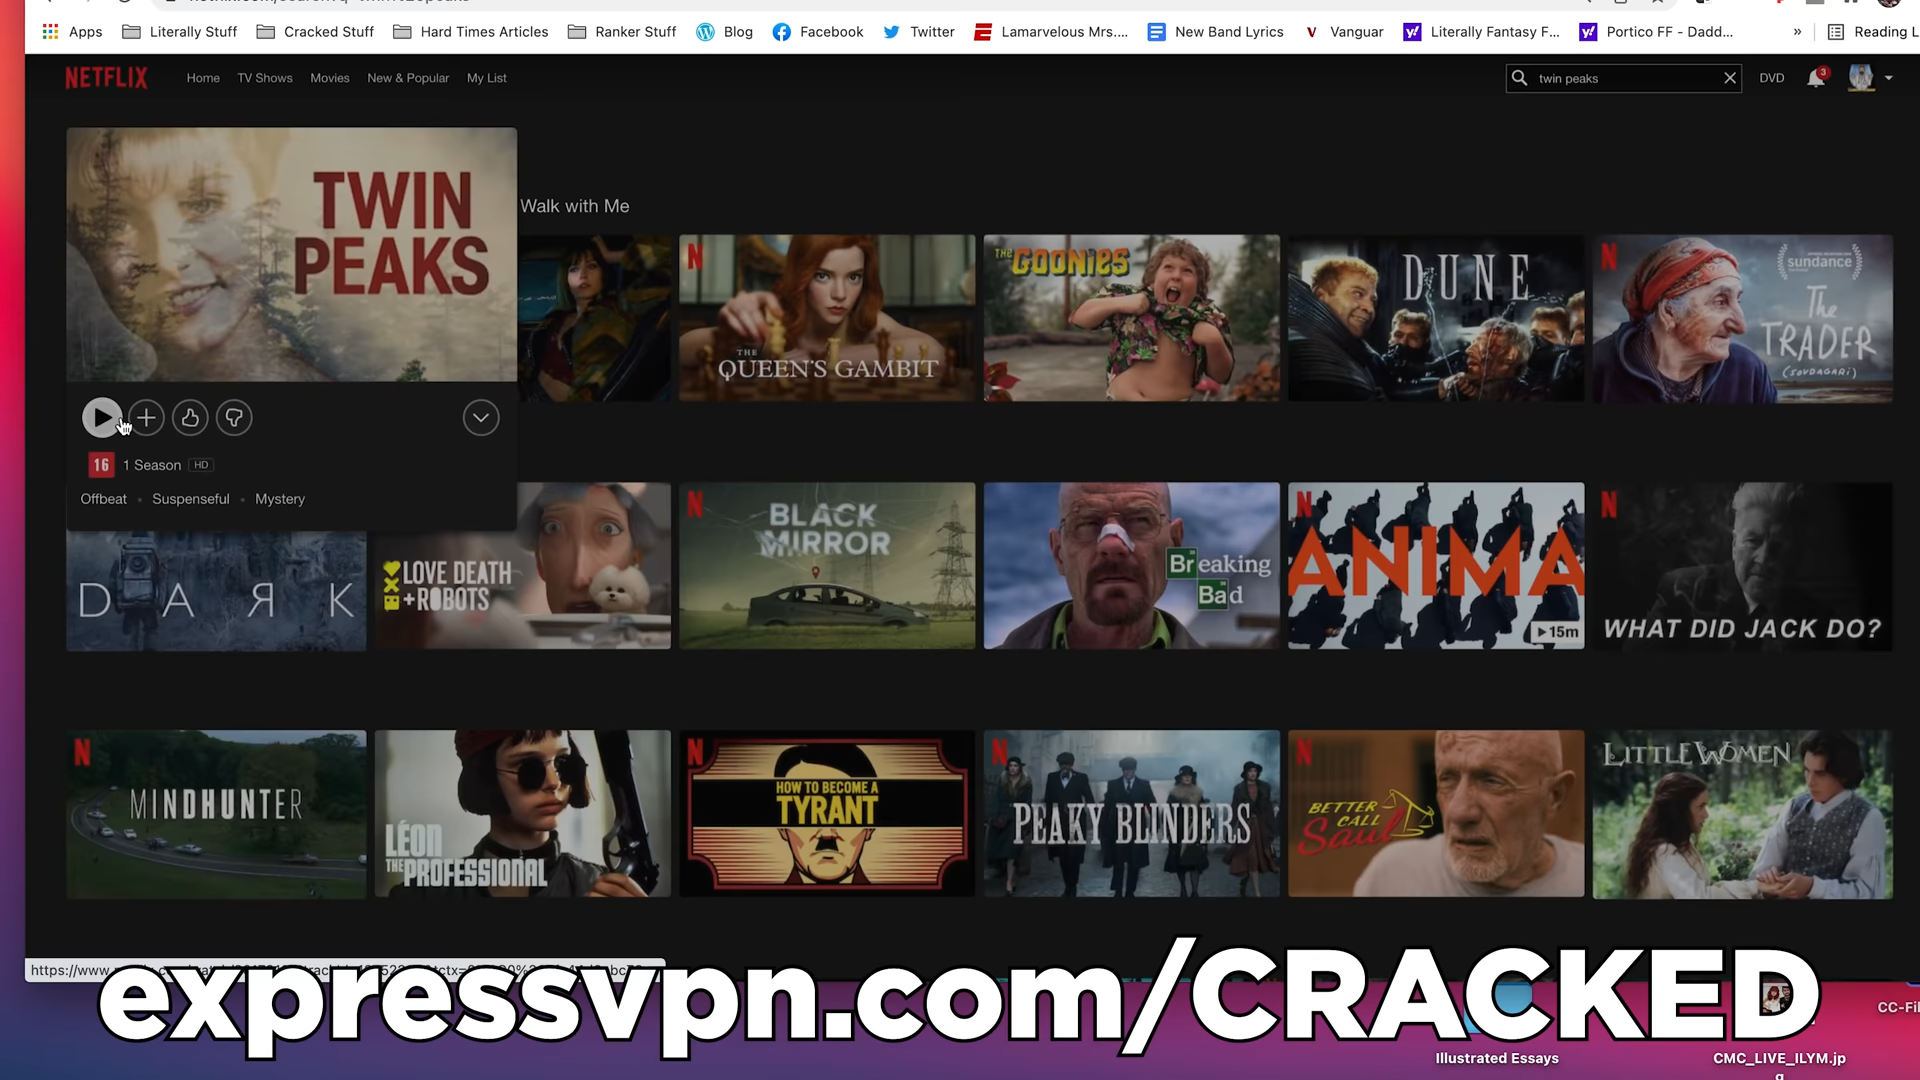 Apps
Literally Stuff
Cracked Stuff
Hard Times Articles
Ranker Stuff
Blog
Facebook
Twitter
Lamarvelous Mrs....
New Band Lyrics
Vanguar
Literally Fantasy F...
Portico FF - Dadd...
»
Reading L
NETFLIX
Home
TV Shows
Movies
New & Popular
My List
twin peaks
DVD
3
TWIN
PEAKS
Walk with Me
THE
QUEEN'S GAMBIT
THE
GOONIES
DUNE
sundance
The
TRADER
(SOVDAGARI)
16
1 Season
HD
Offbeat • Suspenseful • Mystery
DAЯK
LOVE DEATH
+ROBOTS
BLACK
MIRROR
Breaking
Bad
ANIMA
15m
WHAT DID JACK DO?
MINDHUNTER
LÉON
THE PROFESSIONAL
HOW TO BECOME A
TYRANT
PEAKY BLINDERS
BETTER
CALL
Saul
LITTLE WOMEN
https://www
expressvpn.com/CRACKED
CC-Fil
Illustrated Essays
CMC_LIVE_ILYM.jp
g